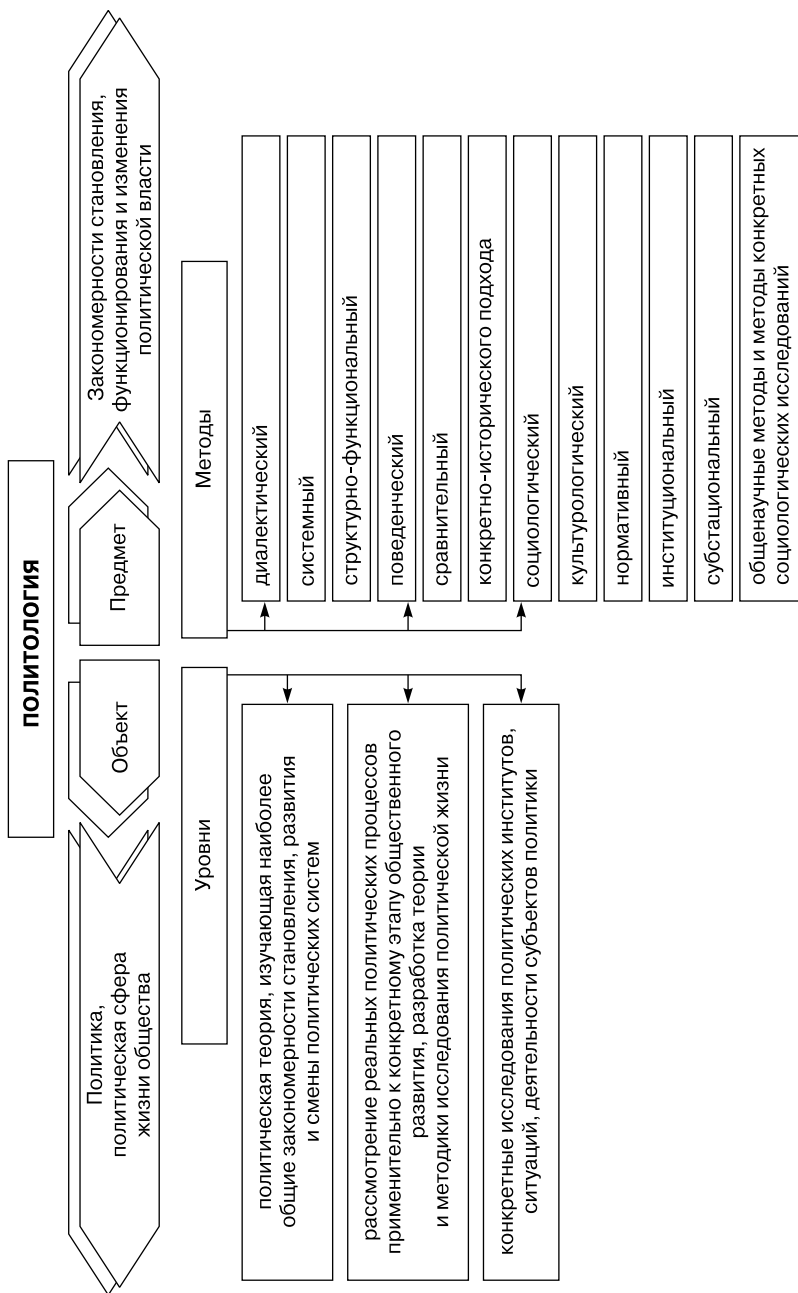 ПОЛИТОЛОГИЯ
Политика,
политическая сфера
жизни общества
Объект
Предмет
Закономерности становления,
функционирования и изменения
политической власти
Уровни
политическая теория, изучающая наиболее
общие закономерности становления, развития
и смены политических систем
рассмотрение реальных политических процессов
применительно к конкретному этапу общественного
развития, разработка теории
и методики исследования политической жизни
конкретные исследования политических институтов,
ситуаций, деятельности субъектов политики
Методы
диалектический
системный
структурно-функциональный
поведенческий
сравнительный
конкретно-исторического подхода
социологический
культурологический
нормативный
институциональный
субстациональный
общенаучные методы и методы конкретных
социологических исследований